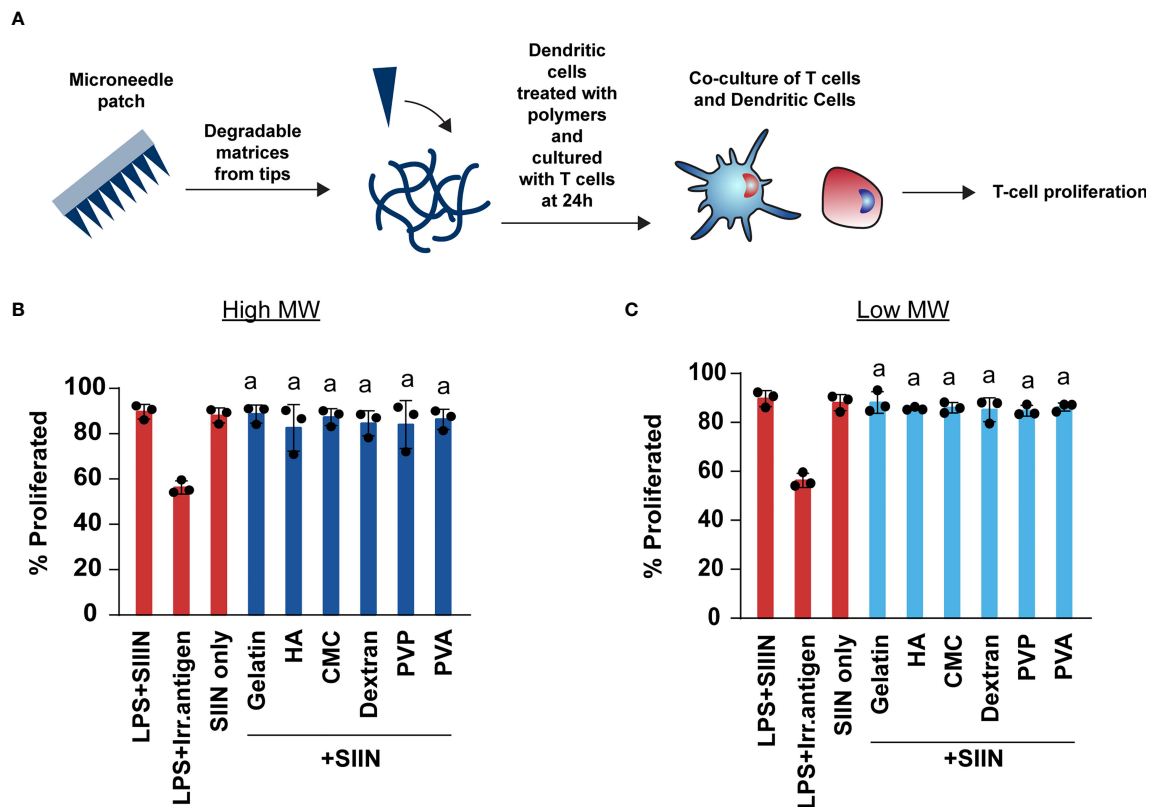 A
Microneedle
patch
Degradable
matrices
from tips
Dendritic
cells
treated with
polymers
and
cultured
with T cells
at 24h
Co-culture of T cells
and Dendritic Cells
T-cell proliferation
B
High MW
% Proliferated
100
80
60
40
20
0
a a a a a a
LPS+SIIIN
LPS+Irr.antigen
SIIN only
Gelatin
HA
CMC
Dextran
PVP
PVA
+SIIN
C
Low MW
% Proliferated
100
80
60
40
20
0
a a a a a a
LPS+SIIIN
LPS+Irr.antigen
SIIN only
Gelatin
HA
CMC
Dextran
PVP
PVA
+SIIN